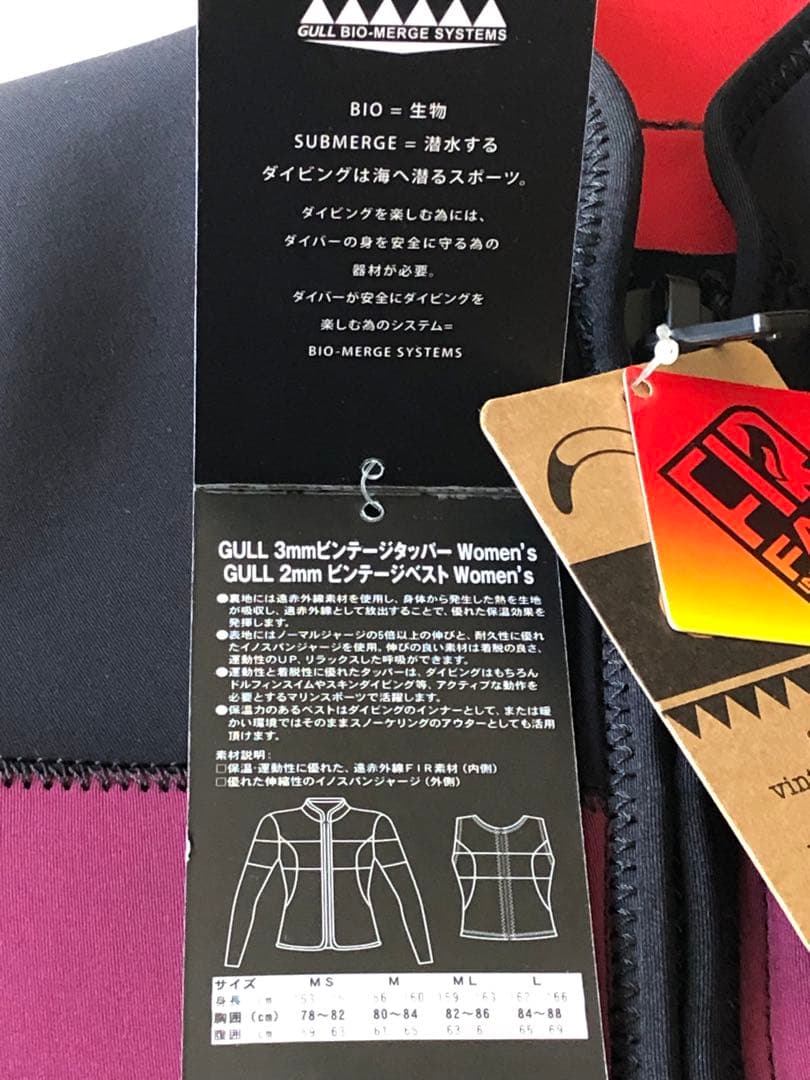 GULL BIO-MERGE SYSTEMS
BIO = 生物
SUBMERGE = 潜水する
ダイビングは海へ潜るスポーツ。
ダイビングを楽しむ為には、
ダイバーの身を安全に守る為の
器材が必要。
ダイバーが安全にダイビングを
楽しむ為のシステム=
BIO-MERGE SYSTEMS
GULL 3mmビンテージタッパー Women's
GULL 2mm ビンテージベスト Women's
●裏地には遠赤外線素材を使用し、身体から発生した熱を生地
が吸収し、遠赤外線として放出することで、優れた保温効果を
発揮します。
●表地にはノーマルジャージの5倍以上の伸びと、耐久性に優れ
たイノスパンジャージを使用。伸びの良い素材は着脱の良さ、
運動性のUP、リラックスした呼吸ができます。
●運動性と着脱性に優れたタッパーは、ダイビングはもちろん
ドルフィンスイムやスキンダイビング等、アクティブな動作を
必要とするマリンスポーツで活躍します。
●保温力のあるベストはダイビングのインナーとして、または暖
かい環境ではそのままスノーケリングのアウターとしても活用
頂けます。
素材説明:
□保温・運動性に優れた、遠赤外線FIR素材(内側)
□優れた伸縮性のイノスパンジャージ(外側)
サイズ MS M ML L
身長 cm
胸囲 (cm) 78〜82 80〜84 82〜86 84〜88
腹囲 cm 61 65 65 69
vint